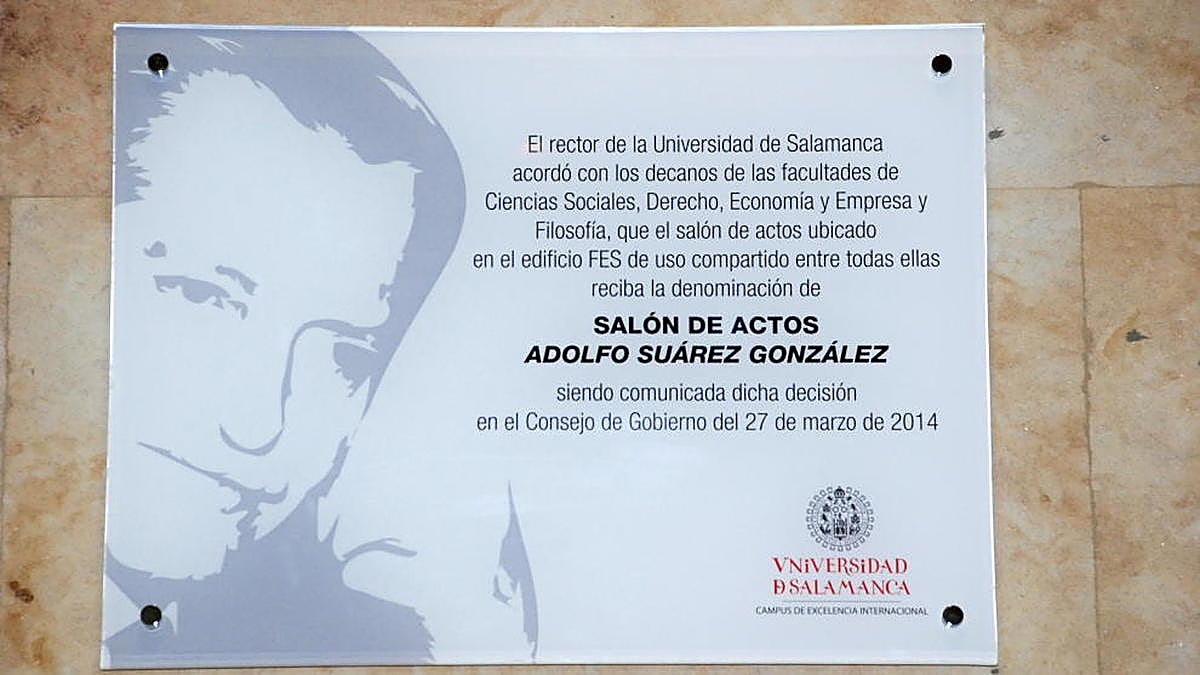 El rector de la Universidad de Salamanca
acordó con los decanos de las facultades de
Ciencias Sociales, Derecho, Economía y Empresa y
Filosofía, que el salón de actos ubicado
en el edificio FES de uso compartido entre todas ellas
reciba la denominación de
SALÓN DE ACTOS
ADOLFO SUÁREZ GONZÁLEZ
siendo comunicada dicha decisión
en el Consejo de Gobierno del 27 de marzo de 2014
VNiVERSiDAD
D SALAMANCA
CAMPUS DE EXCELENCIA INTERNACIONAL